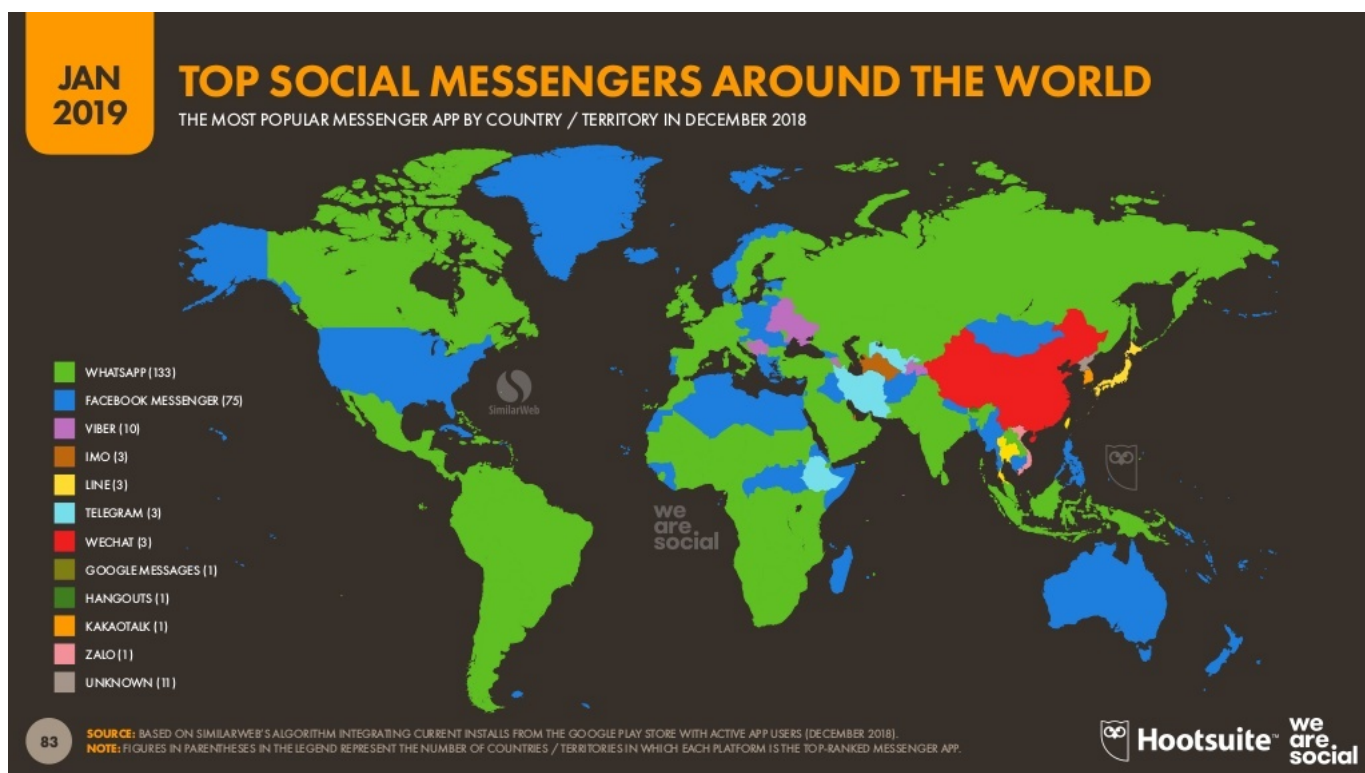 JAN
2019
TOP SOCIAL MESSENGERS AROUND THE WORLD
THE MOST POPULAR MESSENGER APP BY COUNTRY / TERRITORY IN DECEMBER 2018
WHATSAPP (133)
FACEBOOK MESSENGER (75)
VIBER (10)
IMO (3)
LINE (3)
TELEGRAM (3)
WECHAT (3)
GOOGLE MESSAGES (1)
HANGOUTS (1)
KAKAOTALK (1)
ZALO (1)
UNKNOWN (11)
SimilarWeb
we
are
social
83
SOURCE: BASED ON SIMILARWEB'S ALGORITHM INTEGRATING CURRENT INSTALLS FROM THE GOOGLE PLAY STORE WITH ACTIVE APP USERS (DECEMBER 2018).
NOTE: FIGURES IN PARENTHESES IN THE LEGEND REPRESENT THE NUMBER OF COUNTRIES / TERRITORIES IN WHICH EACH PLATFORM IS THE TOP-RANKED MESSENGER APP.
Hootsuite™
we
are
social